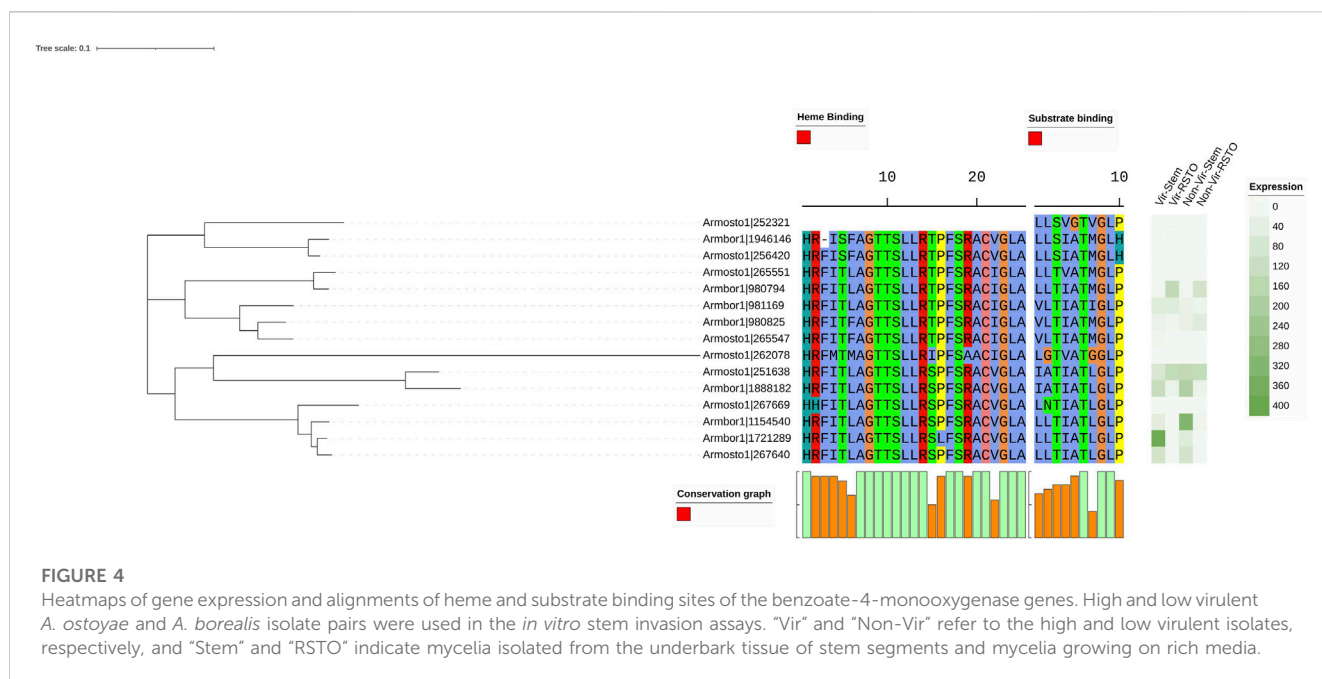 Tree scale: 0.1
Heme Binding
Substrate binding
10 20 10
Vir-Stem
Vir-RSTO
Non-Vir-Stem
Non-Vir-RSTO
Expression
0
40
80
120
160
200
240
280
320
360
400
Armosto1|252321 LLSVGTVGLP
Armbor1|1946146 HR-ISFAGTTSLLRTPFSRACVGLA LLSIATMGLH
Armosto1|256420 HRFISFAGTTSLLRTPFSRACVGLA LLSIATMGLH
Armosto1|265551 HRFITFAGTTSLLRTPFSRACIGLA LLTVATMGLP
Armbor1|980794 HRFITFAGTTSLLRTPFSRACIGLA LLTIATMGLP
Armbor1|981169 HRFITFAGTTSLLRTPFSRACIGLA VLTIATIGLP
Armbor1|980825 HRFITFAGTTSLLRTPFSRACIGLA VLTIATMGLP
Armosto1|265547 HRFITFAGTTSLLRTPFSRACIGLA VLTIATMGLP
Armosto1|262078 HRFMTMAGTTSLLRIPFSAACIGLA LGTVATGGLP
Armosto1|251638 HRFITLAGTTSLLRSPFSRACVGLA IATIATLGLP
Armbor1|1888182 HRFITLAGTTSLLRSPFSRACVGLA IATIATLGLP
Armosto1|267669 HHFITLAGTTSLLRSPFSRACIGLA LNTIATLGLP
Armbor1|1154540 HRFITLAGTTSLLRSPFSRACVGLA LLTIATLGLP
Armbor1|1721289 HRFITLAGTTSLLRSLFSRACVGLA LLTIATLGLP
Armosto1|267640 HRFITLAGTTSLLRSPFSRACVGLA LLTIATLGLP
Conservation graph
FIGURE 4
Heatmaps of gene expression and alignments of heme and substrate binding sites of the benzoate-4-monooxygenase genes. High and low virulent
A. ostoyae and A. borealis isolate pairs were used in the in vitro stem invasion assays. “Vir” and “Non-Vir” refer to the high and low virulent isolates,
respectively, and “Stem” and “RSTO” indicate mycelia isolated from the underbark tissue of stem segments and mycelia growing on rich media.